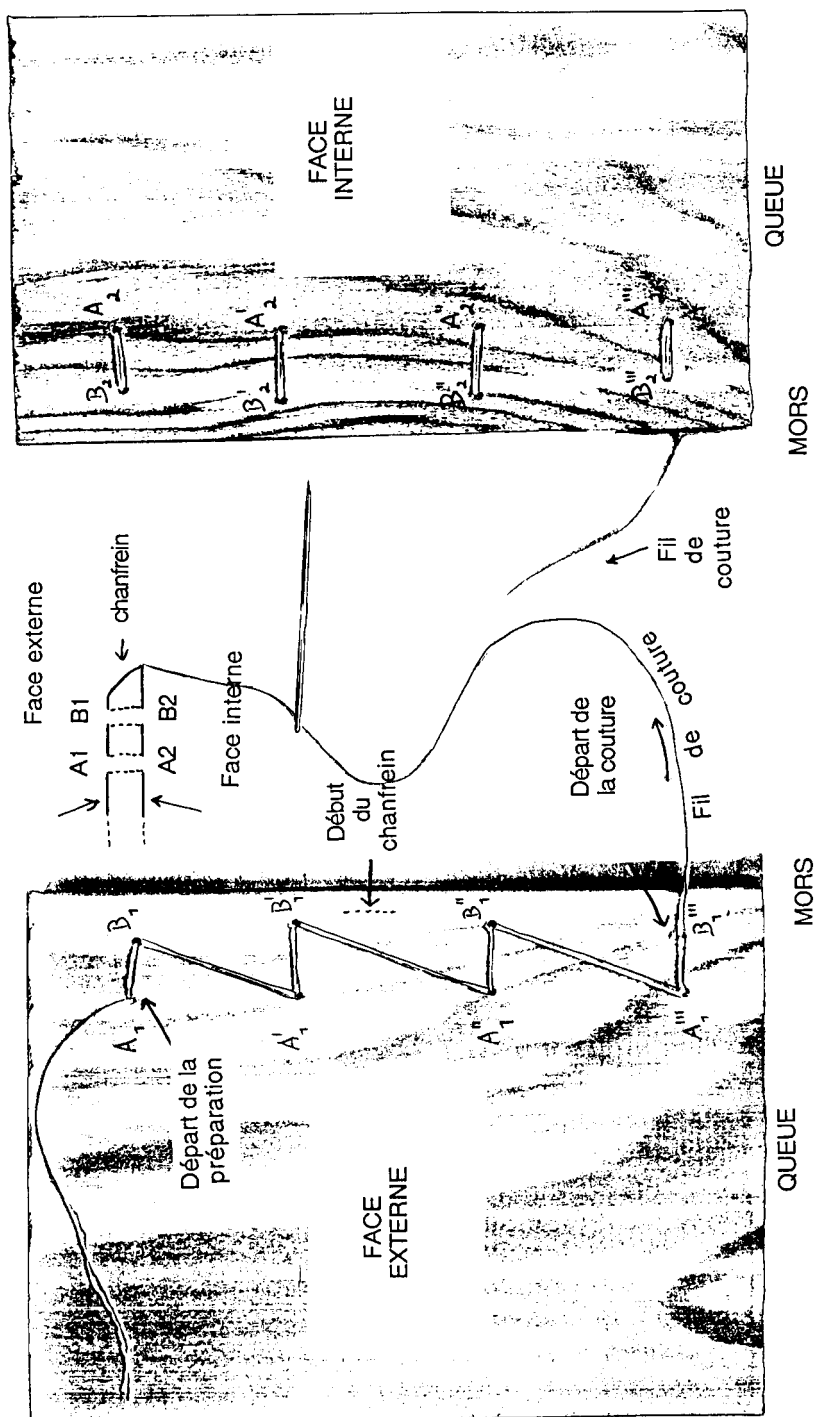 Face externe
A1 B1
chanfrein
A2 B2
Face interne
Début
du
chanfrein
Départ de
la couture
Fil de couture
Fil
de
couture
A₁ B₁
Départ de la
préparation
A'₁ B'₁
A''₁ B''₁
A'''₁ B'''₁
FACE
EXTERNE
QUEUE
MORS
B₂ A₂
B'₂ A'₂
B''₂ A''₂
B'''₂ A'''₂
FACE
INTERNE
MORS
QUEUE